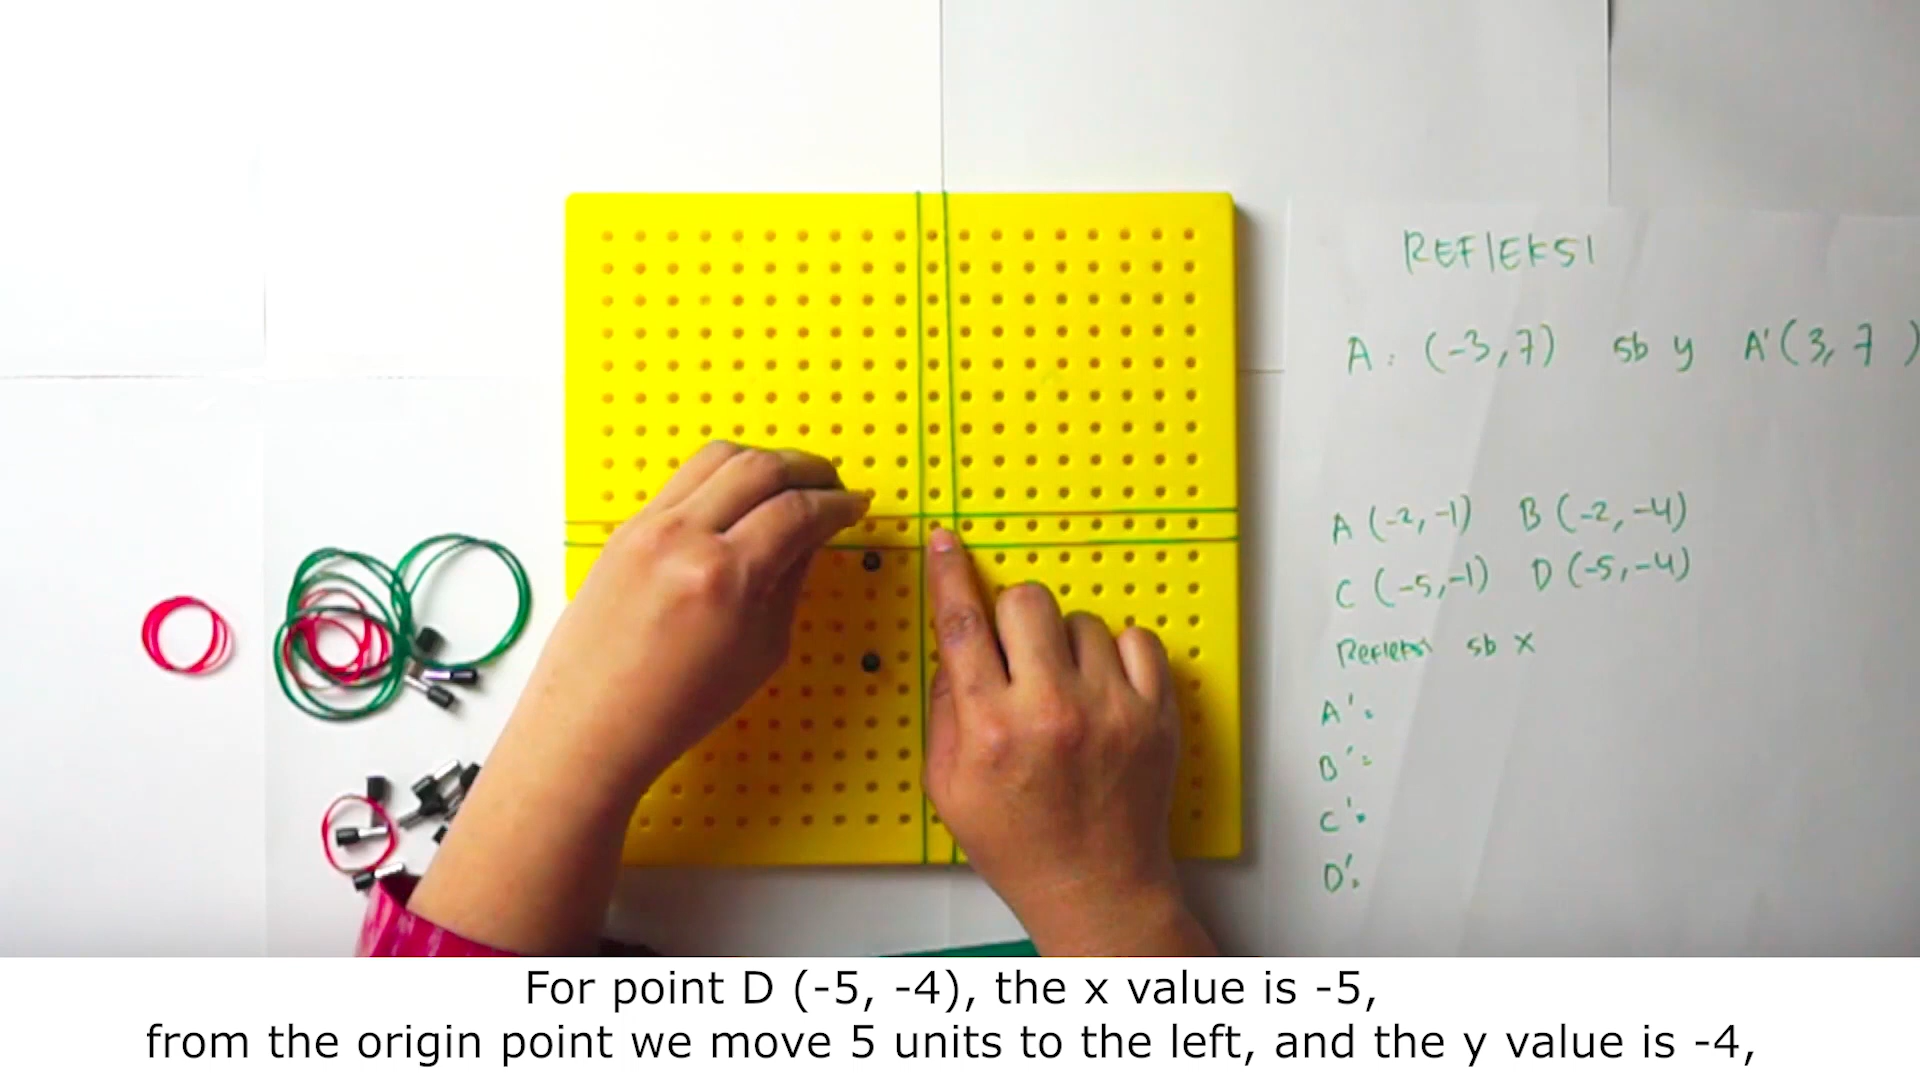 REFLEKSI
A : (-3,7) sb y A'(3, 7 )
A (-2,-1) B (-2,-4)
C (-5,-1) D (-5,-4)
Refleksi sb X
A':
B':
C':
D':
For point D (-5, -4), the x value is -5,
from the origin point we move 5 units to the left, and the y value is -4,